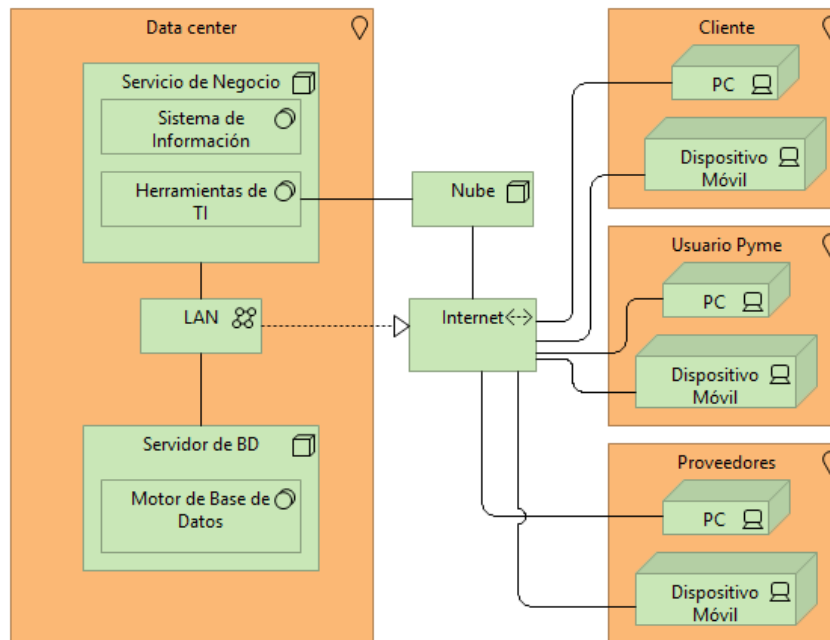 Data center
Servicio de Negocio
Sistema de
Información
Herramientas de
TI
LAN
Servidor de BD
Motor de Base de
Datos
Nube
Internet
Cliente
PC
Dispositivo
Móvil
Usuario Pyme
PC
Dispositivo
Móvil
Proveedores
PC
Dispositivo
Móvil